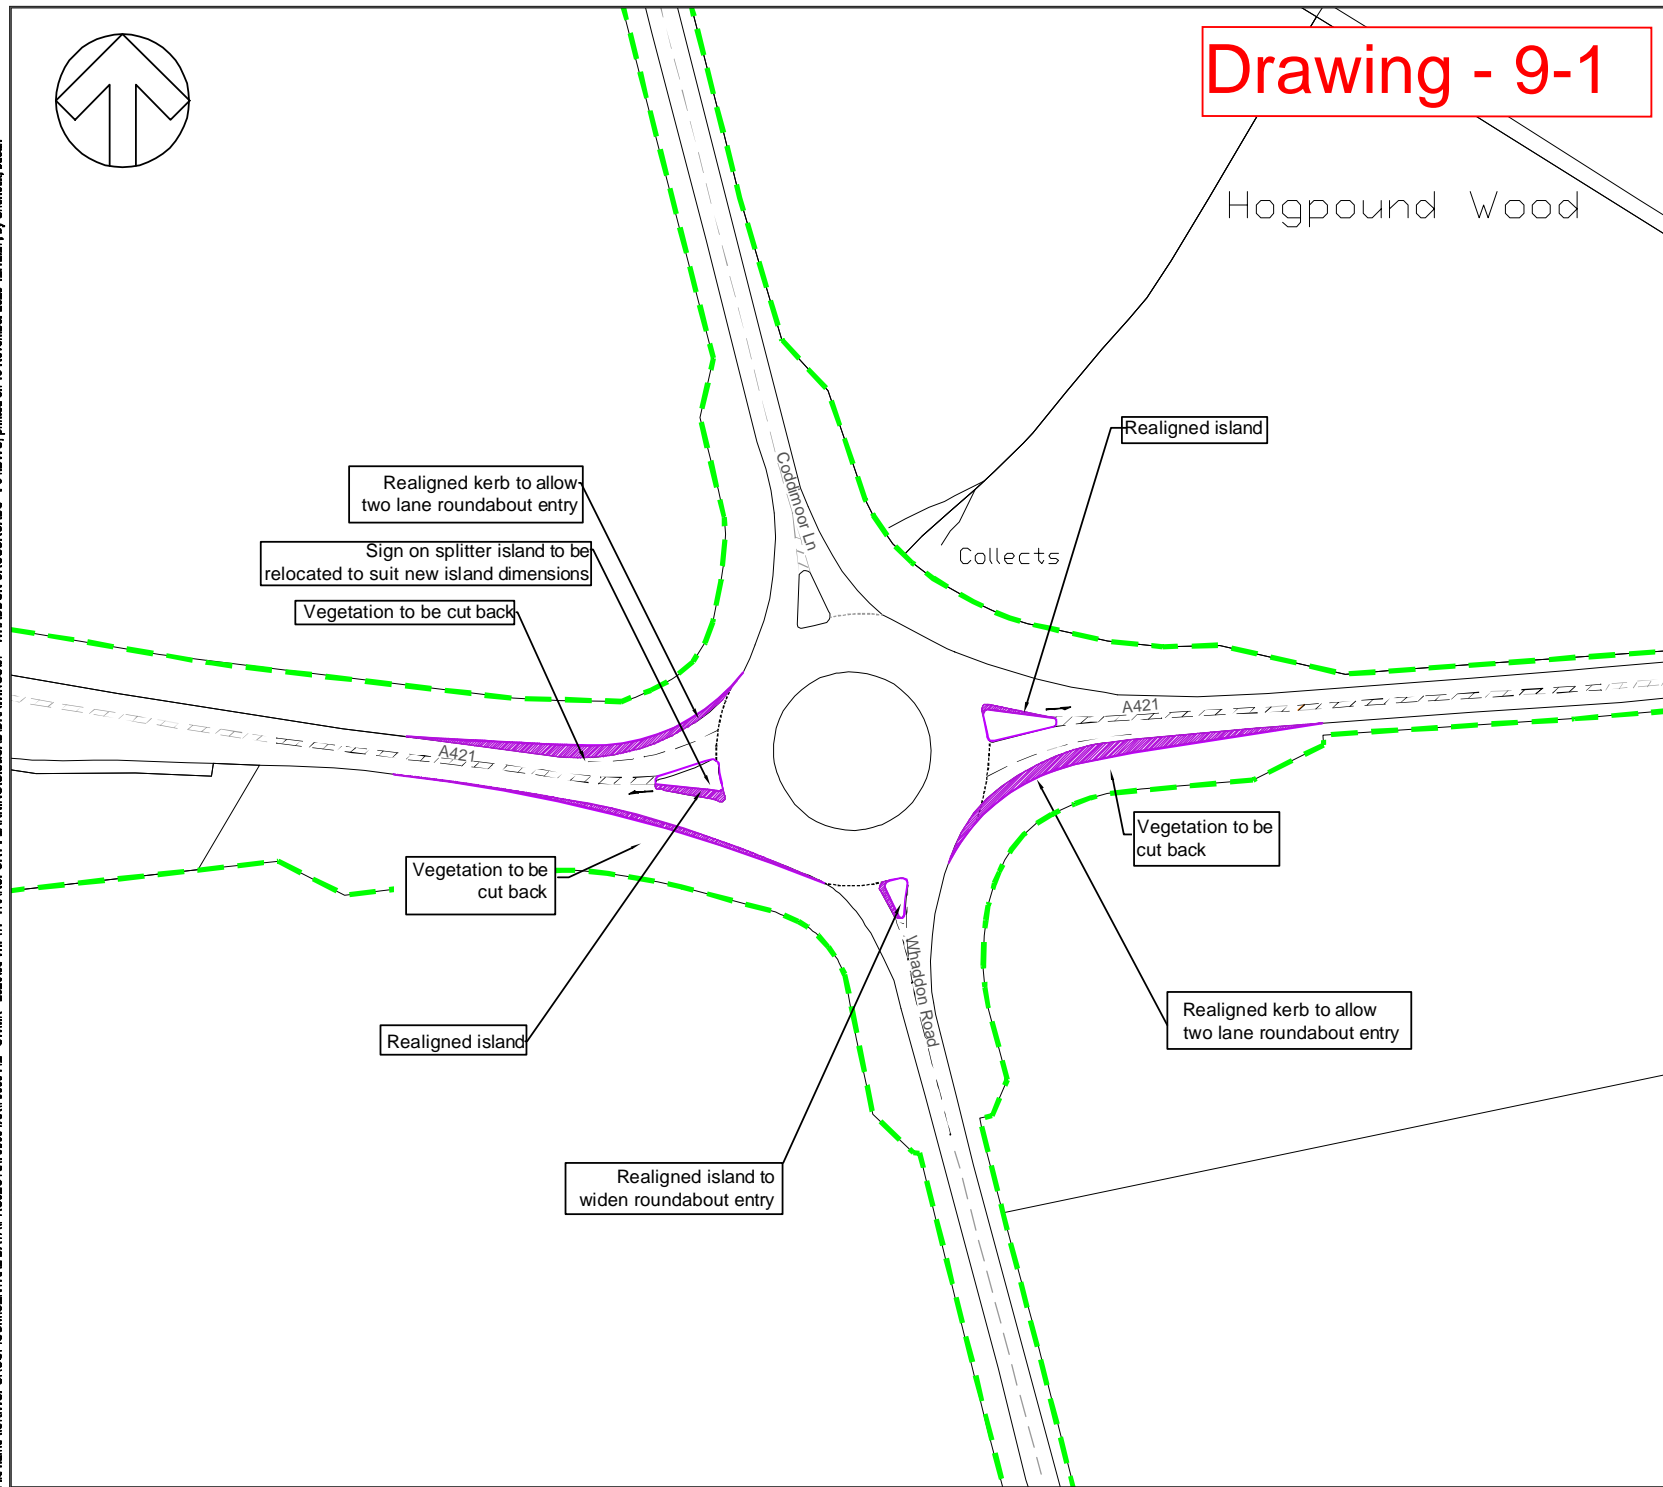 Drawing - 9-1
Hogpound Wood
Realigned island
Realigned kerb to allow
two lane roundabout entry
Coddimoor Ln
Sign on splitter island to be
relocated to suit new island dimensions
Collects
Vegetation to be cut back
A421
A421
Vegetation to be
cut back
Vegetation to be
cut back
Whaddon Road
Realigned kerb to allow
two lane roundabout entry
Realigned island
Realigned island to
widen roundabout entry